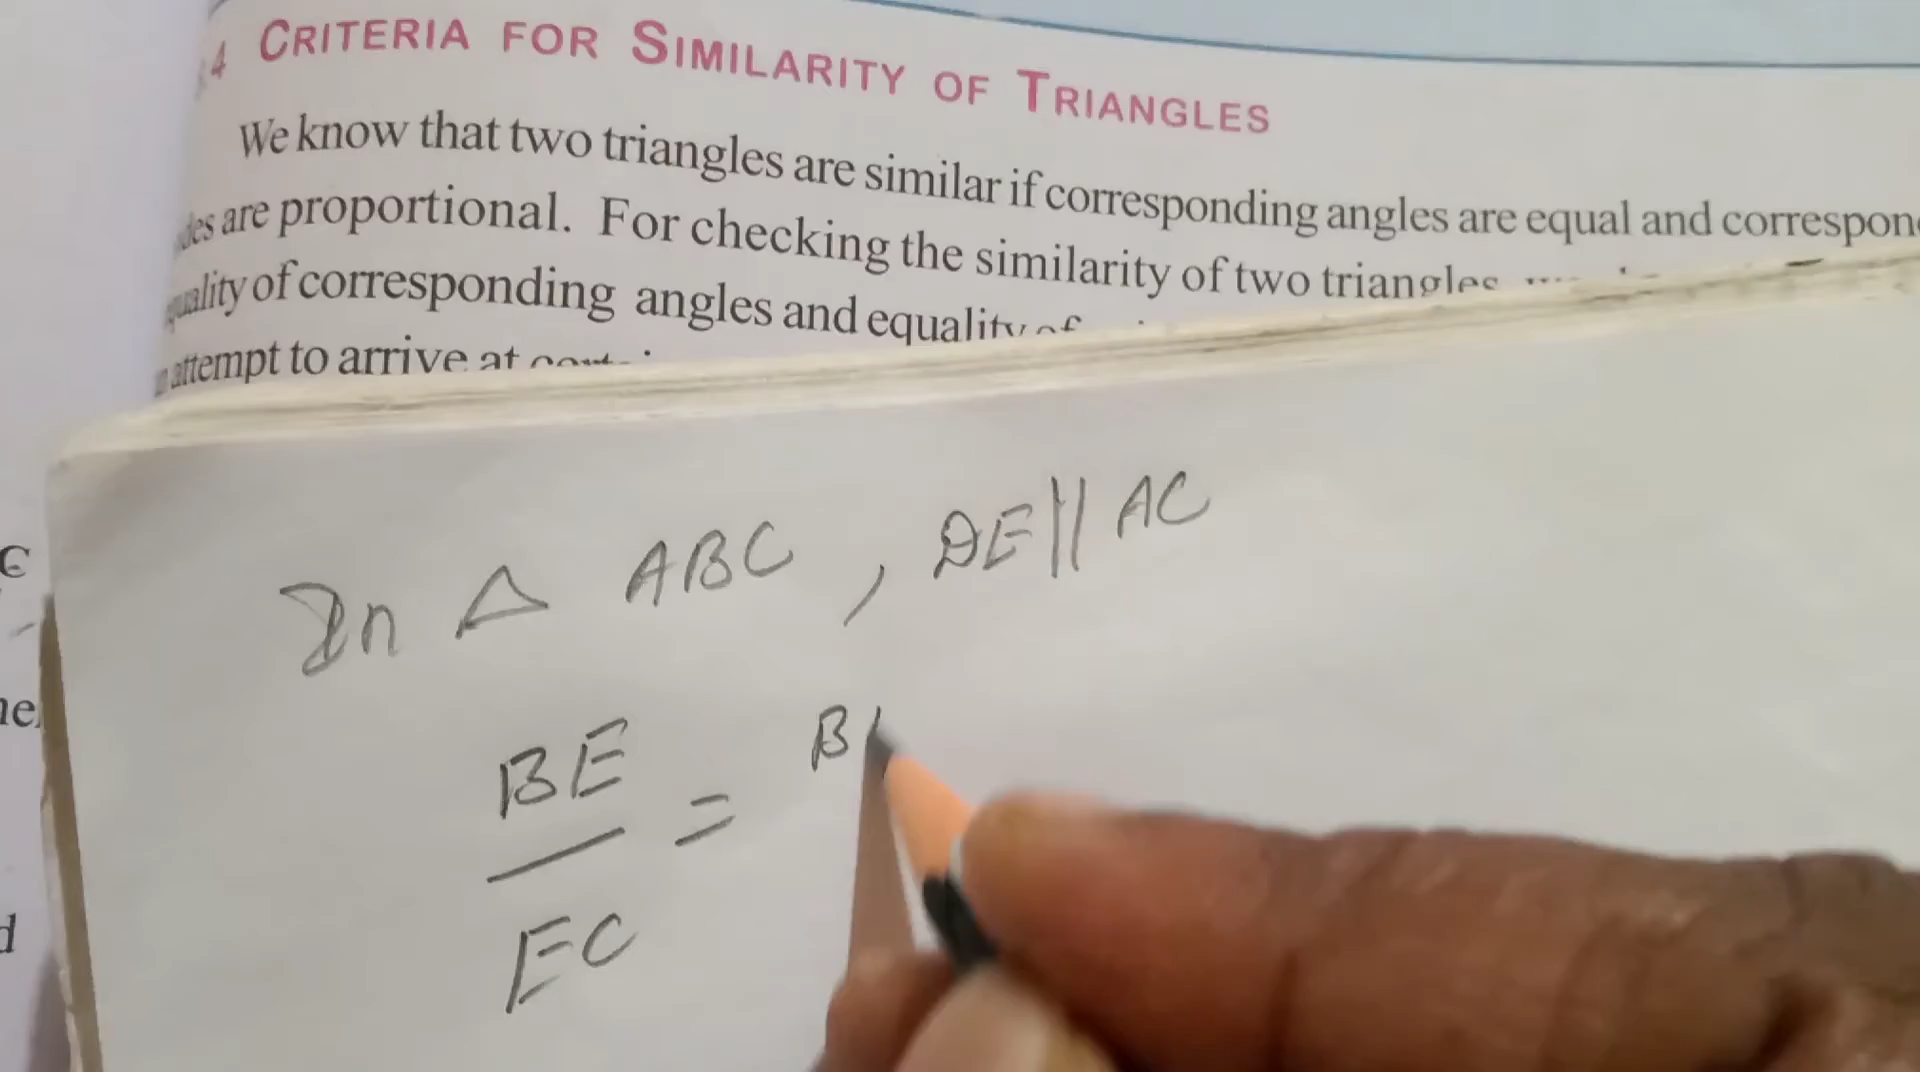 4 CRITERIA FOR SIMILARITY OF TRIANGLES
We know that two triangles are similar if corresponding angles are equal and correspon
are proportional. For checking the similarity of two triangles
of corresponding angles and equality of
attempt to arrive at
In △ ABC , DE || AC
BE
— = B
EC